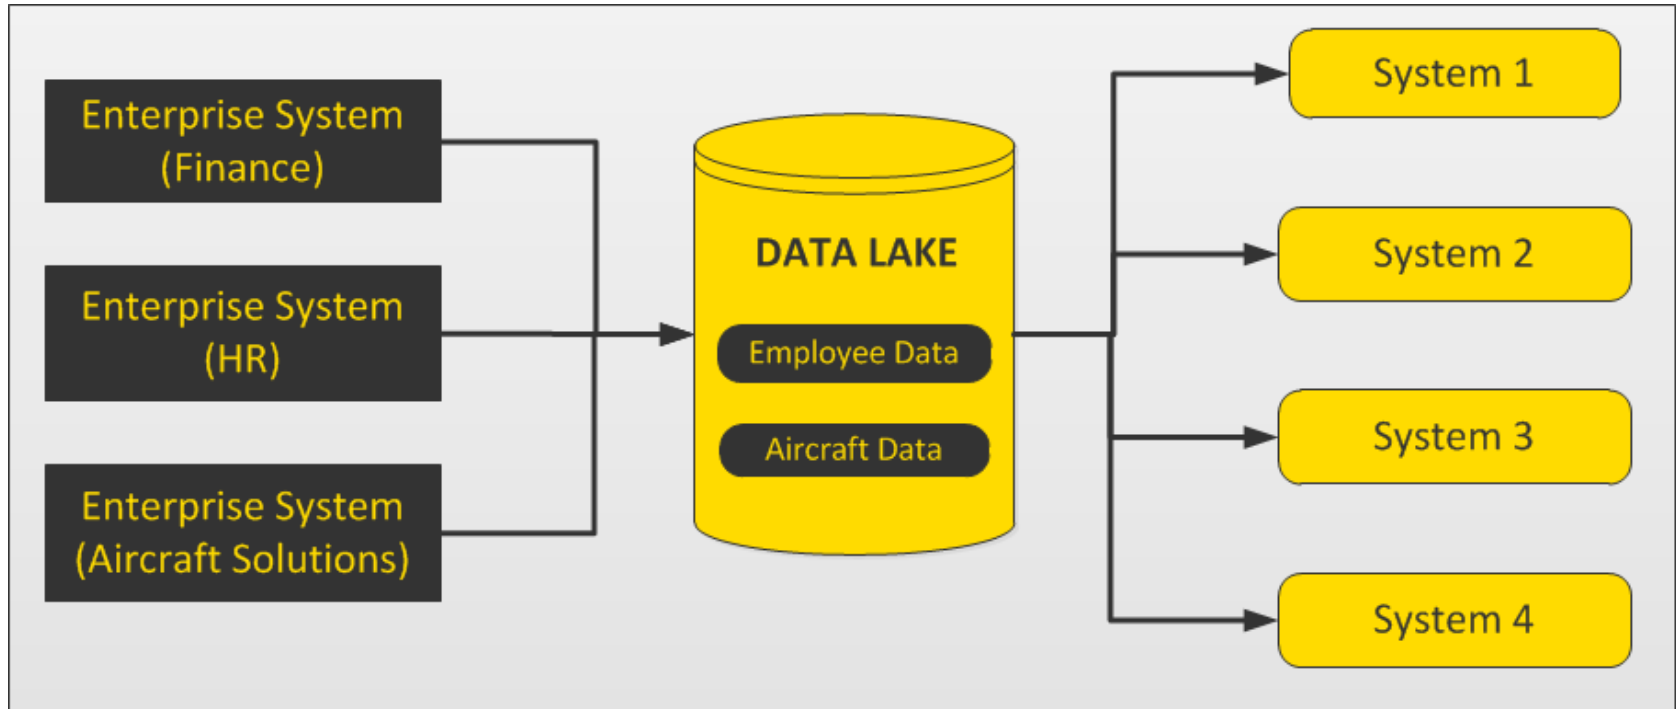 Enterprise System
(Finance)
Enterprise System
(HR)
Enterprise System
(Aircraft Solutions)
DATA LAKE
Employee Data
Aircraft Data
System 1
System 2
System 3
System 4